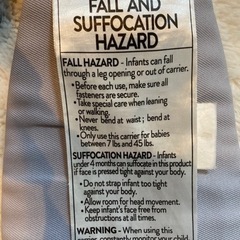 FALL AND
SUFFOCATION
HAZARD
FALL HAZARD - Infants can fall
through a leg opening or out of carrier.
•Before each use, make sure all
fasteners are secure.
•Take special care when leaning
or walking.
•Never bend at waist; bend at
knees.
•Only use this carrier for babies
between 7 lbs and 45 lbs.
SUFFOCATION HAZARD - Infants
under 4 months can suffocate in this product
if face is pressed tight against your body.
•Do not strap infant too tight
against your body.
•Allow room for head movement.
•Keep infant's face free from
obstructions at all times.
WARNING - When using this
carrier, constantly monitor your child